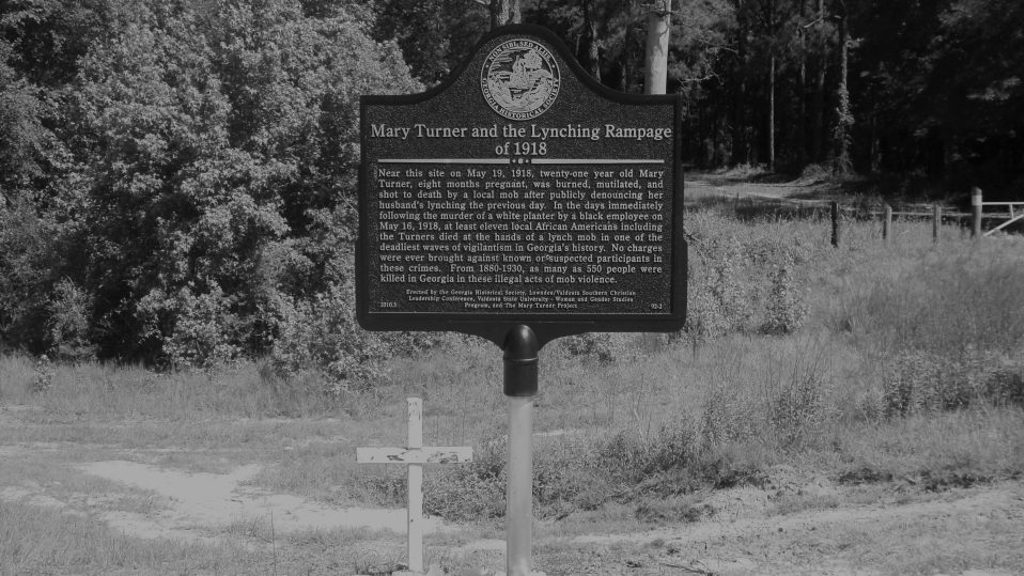 GEORGIA HISTORICAL SOCIETY
Mary Turner and the Lynching Rampage
of 1918
Near this site on May 19, 1918, twenty-one year old Mary
Turner, eight months pregnant, was burned, mutilated, and
shot to death by a local mob after publicly denouncing her
husband's lynching the previous day. In the days immediately
following the murder of a white planter by a black employee on
May 16, 1918, at least eleven local African Americans including
the Turners died at the hands of a lynch mob in one of the
deadliest waves of vigilantism in Georgia's history. No charges
were ever brought against known or suspected participants in
these crimes. From 1880-1930, as many as 550 people were
killed in Georgia in these illegal acts of mob violence.
Erected by the Georgia Historical Society, Lowndes/Valdosta Southern Christian
Leadership Conference, Valdosta State University - Women and Gender Studies
Program, and The Mary Turner Project
2010.3
92-2